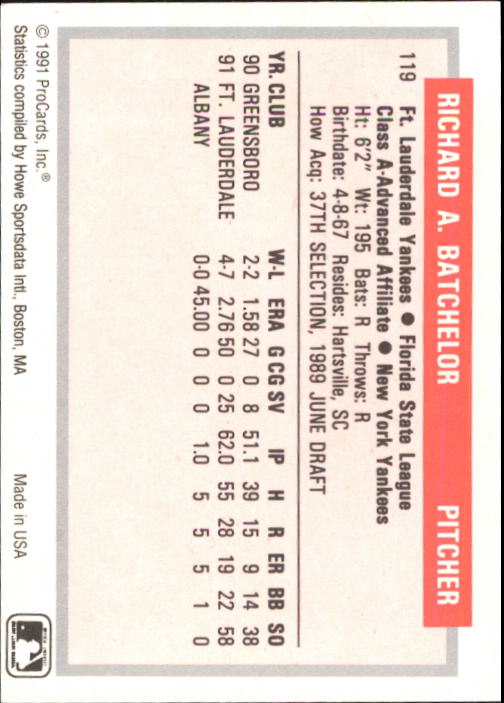 RICHARD A. BATCHELOR PITCHER
119 Ft. Lauderdale Yankees ● Florida State League
Class A-Advanced Affiliate ● New York Yankees
Ht: 6'2" Wt: 195 Bats: R Throws: R
Birthdate: 4-8-67 Resides: Hartsville, SC
How Acq: 37TH SELECTION, 1989 JUNE DRAFT
YR. CLUB W-L ERA G CG SV IP H R ER BB SO
90 GREENSBORO 2-2 1.58 27 0 8 51.1 39 15 9 14 38
91 FT. LAUDERDALE 4-7 2.76 50 0 25 62.0 55 28 19 22 58
ALBANY 0-0 45.00 0 0 0 1.0 5 5 5 1 0
© 1991 ProCards, Inc.®
Statistics compiled by Howe Sportsdata Intl., Boston, MA Made in USA